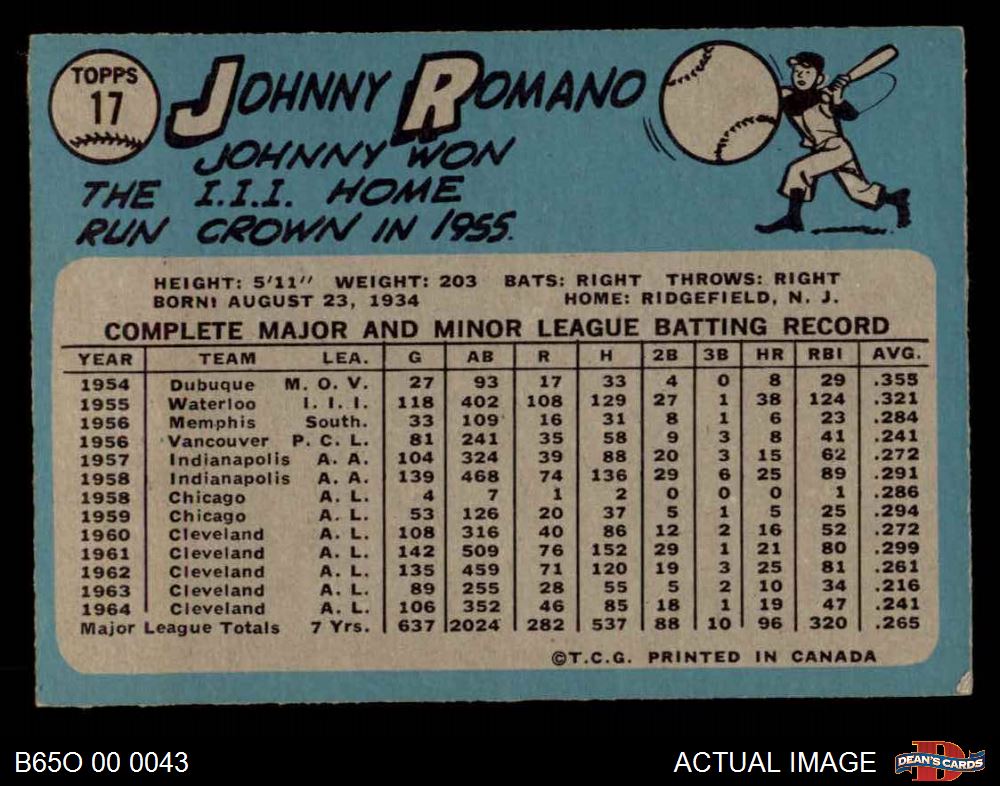 TOPPS
17
JOHNNY ROMANO
JOHNNY WON
THE I.I.I. HOME
RUN CROWN IN 1955.
HEIGHT: 5'11" WEIGHT: 203 BATS: RIGHT THROWS: RIGHT
BORN: AUGUST 23, 1934 HOME: RIDGEFIELD, N. J.
COMPLETE MAJOR AND MINOR LEAGUE BATTING RECORD
YEAR TEAM LEA. G AB R H 2B 3B HR RBI AVG.
1954 Dubuque M. O. V. 27 93 17 33 4 0 8 29 .355
1955 Waterloo I. I. I. 118 402 108 129 27 1 38 124 .321
1956 Memphis South. 33 109 16 31 8 1 6 23 .284
1956 Vancouver P. C. L. 81 241 35 58 9 3 8 41 .241
1957 Indianapolis A. A. 104 324 39 88 20 3 15 62 .272
1958 Indianapolis A. A. 139 468 74 136 29 6 25 89 .291
1958 Chicago A. L. 4 7 1 2 0 0 0 1 .286
1959 Chicago A. L. 53 126 20 37 5 1 5 25 .294
1960 Cleveland A. L. 108 316 40 86 12 2 16 52 .272
1961 Cleveland A. L. 142 509 76 152 29 1 21 80 .299
1962 Cleveland A. L. 135 459 71 120 19 3 25 81 .261
1963 Cleveland A. L. 89 255 28 55 5 2 10 34 .216
1964 Cleveland A. L. 106 352 46 85 18 1 19 47 .241
Major League Totals 7 Yrs. 637 2024 282 537 88 10 96 320 .265
©T.C.G. PRINTED IN CANADA
B65O 00 0043 ACTUAL IMAGE DEAN'S CARDS